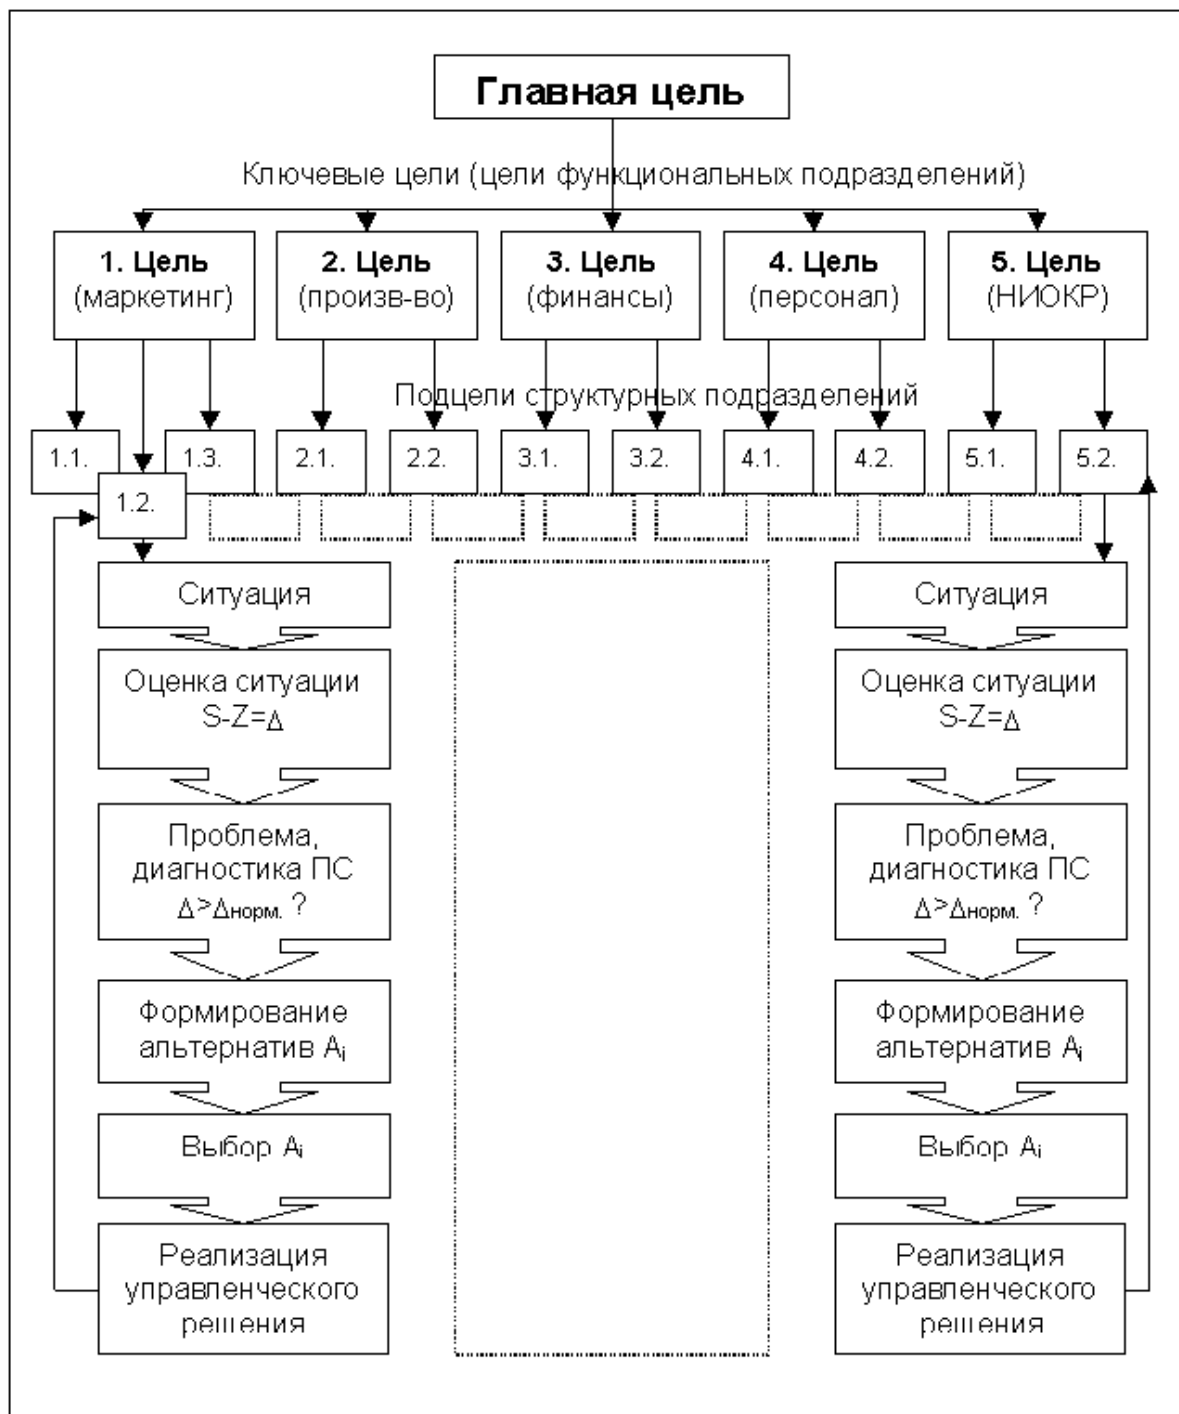 Главная цель
Ключевые цели (цели функциональных подразделений)
1. Цель
(маркетинг)
2. Цель
(произв-во)
3. Цель
(финансы)
4. Цель
(персонал)
5. Цель
(НИОКР)
Подцели структурных подразделений
1.1.
1.2.
1.3.
2.1.
2.2.
3.1.
3.2.
4.1.
4.2.
5.1.
5.2.
Ситуация
Оценка ситуации
S-Z=Δ
Проблема,
диагностика ПС
Δ>Δнорм. ?
Формирование
альтернатив Ai
Выбор Ai
Реализация
управленческого
решения
Ситуация
Оценка ситуации
S-Z=Δ
Проблема,
диагностика ПС
Δ>Δнорм. ?
Формирование
альтернатив Ai
Выбор Ai
Реализация
управленческого
решения